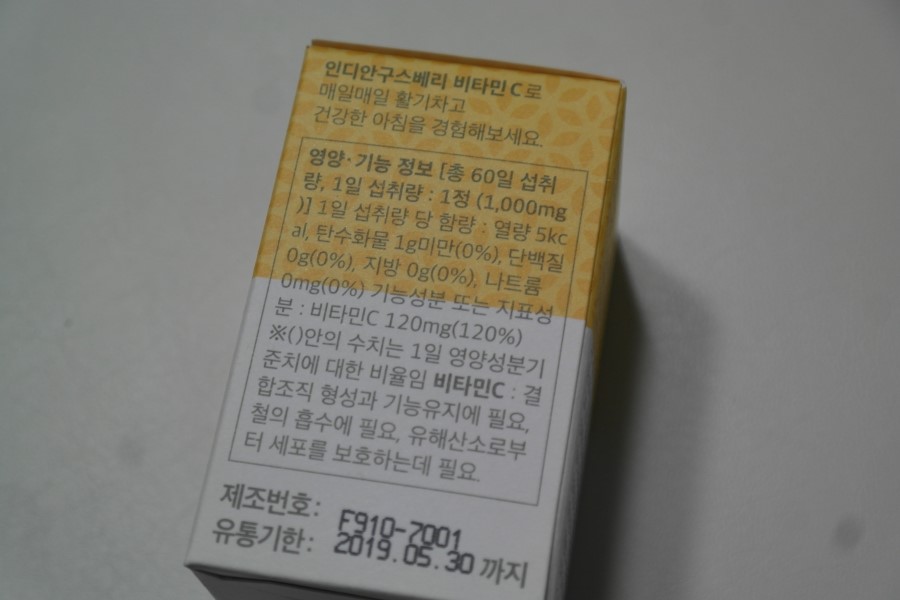 인디안구스베리 비타민 C로
매일매일 활기차고
건강한 아침을 경험해보세요.
영양·기능 정보 [총 60일 섭취
량, 1일 섭취량 : 1정 (1,000mg
)] 1일 섭취량 당 함량 : 열량 5kc
al, 탄수화물 1g미만(0%), 단백질
0g(0%), 지방 0g(0%), 나트륨
0mg(0%) 기능성분 또는 지표성
분 : 비타민C 120mg(120%)
※()안의 수치는 1일 영양성분기
준치에 대한 비율임 비타민C : 결
합조직 형성과 기능유지에 필요,
철의 흡수에 필요, 유해산소로부
터 세포를 보호하는데 필요.
제조번호: F910-7001
유통기한: 2019.05.30 까지